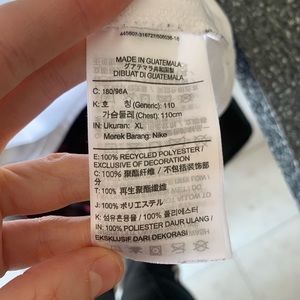 MADE IN GUATEMALA
グアテマラ共和国製
DIBUAT DI GUATEMALA
C: 180/96A
K: 호 칭 (Generic): 110
가슴둘레 (Chest): 110cm
IN: Ukuran: XL
Merek Barang: Nike
E: 100% RECYCLED POLYESTER /
EXCLUSIVE OF DECORATION
C: 100% 聚酯纤维 / 不包括装饰部
分
T: 100% 再生聚酯纖維
J: 100% ポリエステル
K: 섬유혼용율 / 100% 폴리에스터
IN: 100% POLIESTER DAUR ULANG /
EKSKLUSIF DARI DEKORASI